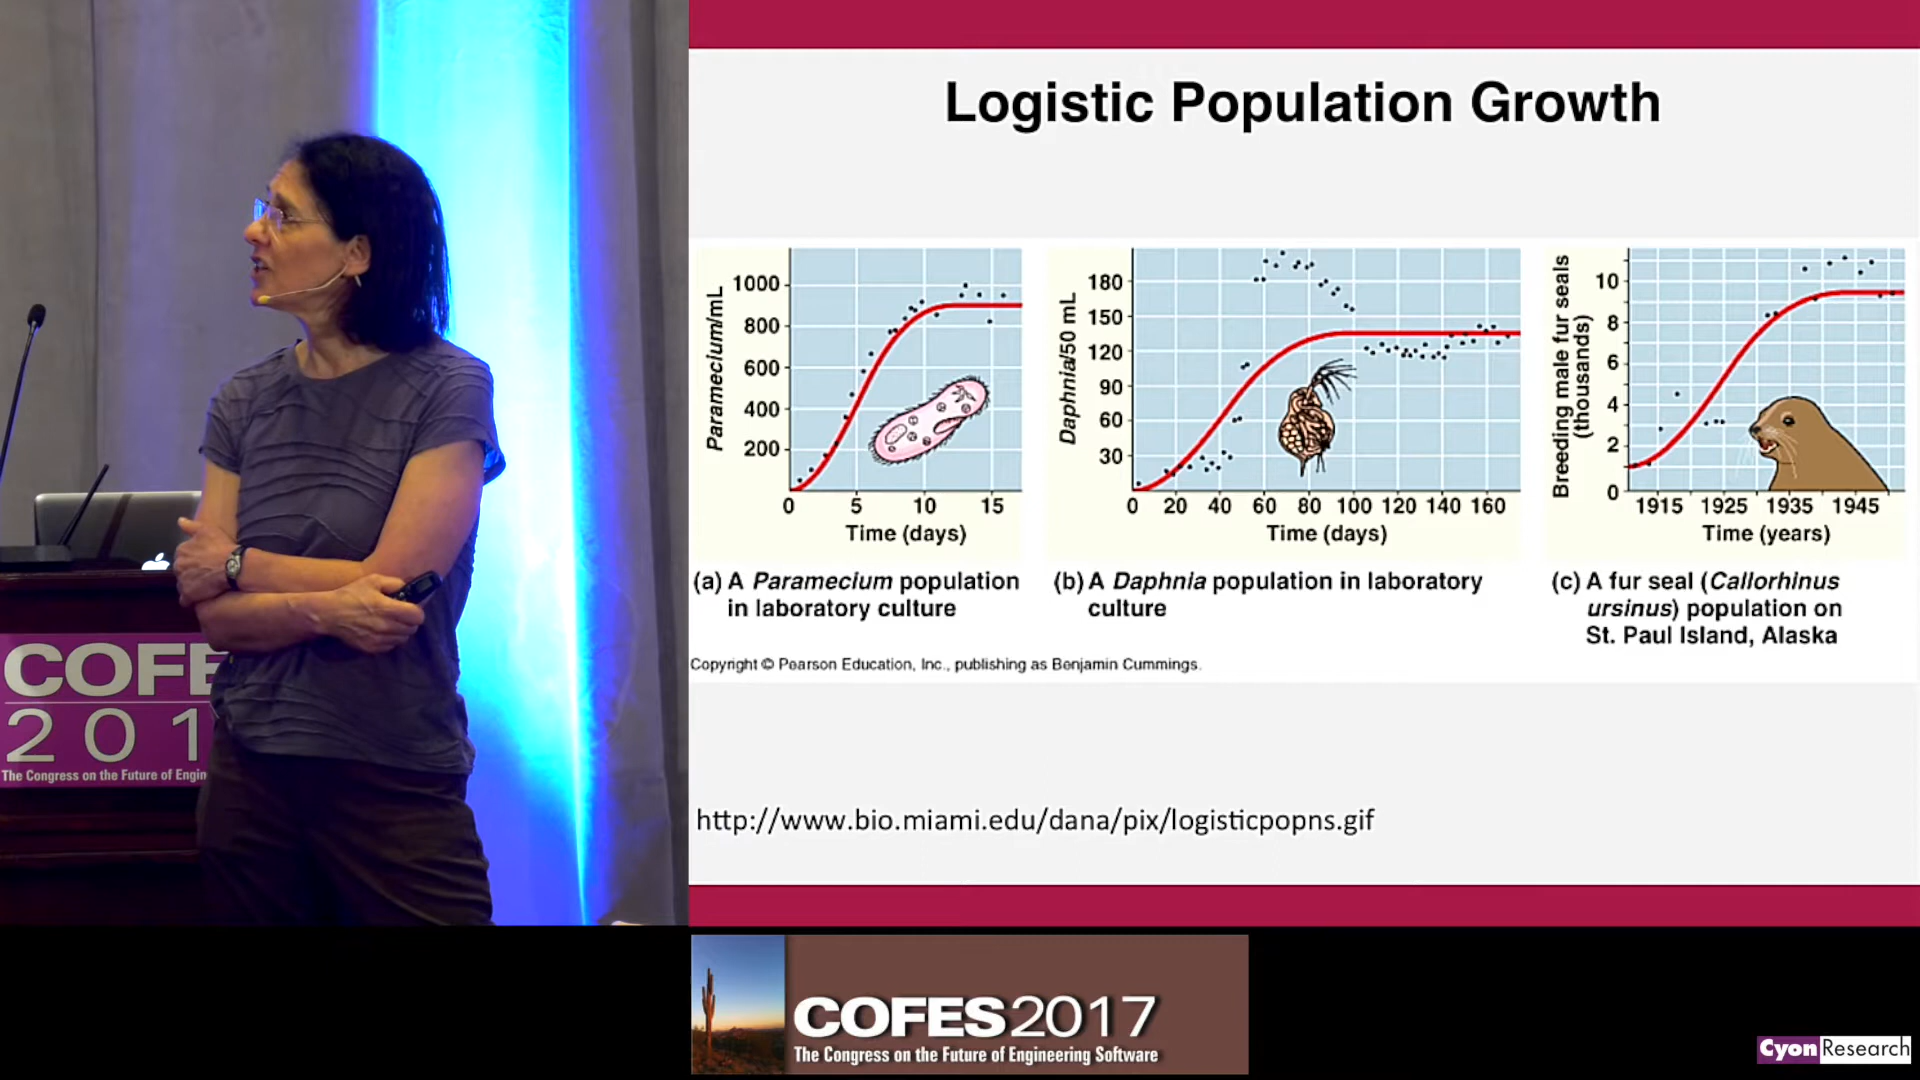 Logistic Population Growth
Paramecium/mL
1000
800
600
400
200
0 5 10 15
Time (days)
(a) A Paramecium population
in laboratory culture
Daphnia/50 mL
180
150
120
90
60
30
0 20 40 60 80 100 120 140 160
Time (days)
(b) A Daphnia population in laboratory
culture
Breeding male fur seals
(thousands)
10
8
6
4
2
0
1915 1925 1935 1945
Time (years)
(c) A fur seal (Callorhinus
ursinus) population on
St. Paul Island, Alaska
Copyright © Pearson Education, Inc., publishing as Benjamin Cummings.
http://www.bio.miami.edu/dana/pix/logisticpopns.gif
COFE
201
The Congress on the Future of Engin
COFES2017
The Congress on the Future of Engineering Software
CyonResearch